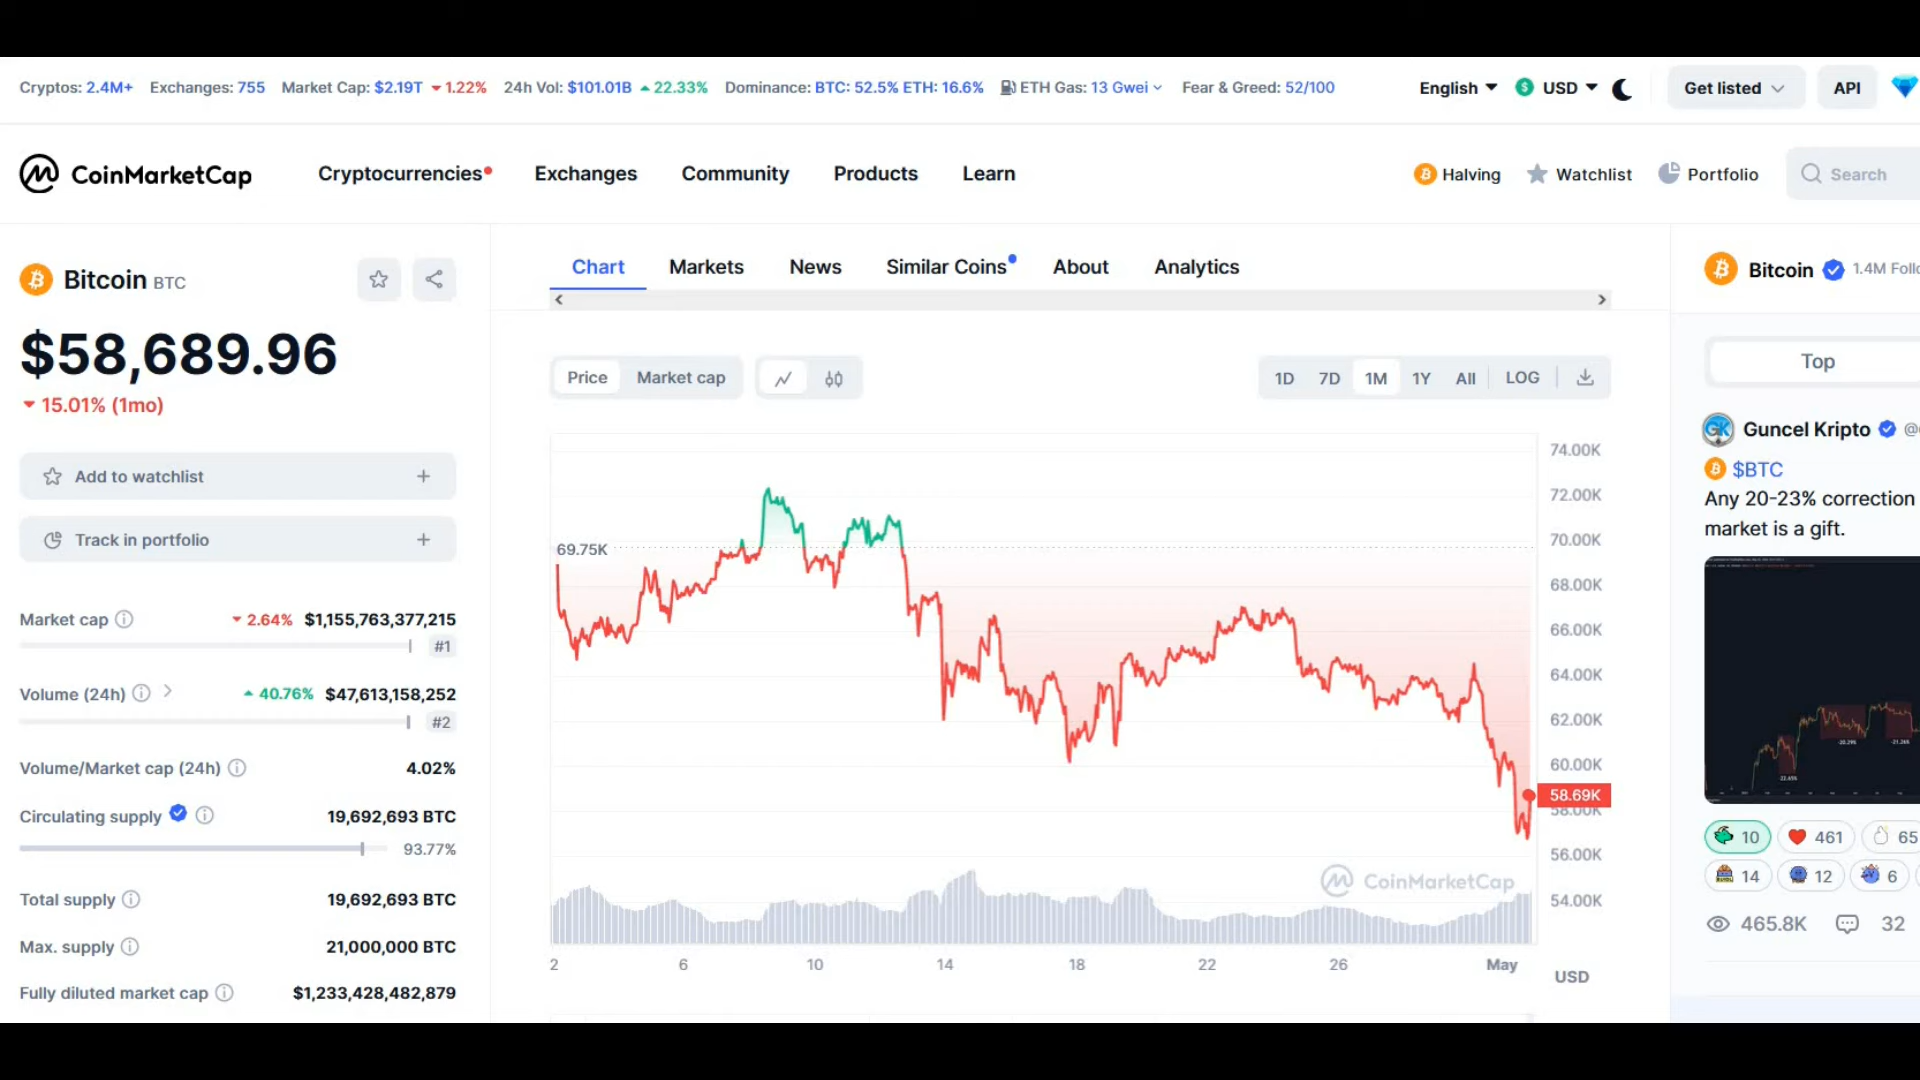 Cryptos: 2.4M+ Exchanges: 755 Market Cap: $2.19T 1.22% 24h Vol: $101.01B 22.33% Dominance: BTC: 52.5% ETH: 16.6% ETH Gas: 13 Gwei Fear & Greed: 52/100
English USD Get listed API
CoinMarketCap Cryptocurrencies Exchanges Community Products Learn
Halving Watchlist Portfolio Search
Bitcoin BTC
$58,689.96
15.01% (1mo)
Add to watchlist +
Track in portfolio +
Market cap 2.64% $1,155,763,377,215
#1
Volume (24h) 40.76% $47,613,158,252
#2
Volume/Market cap (24h) 4.02%
Circulating supply 19,692,693 BTC
93.77%
Total supply 19,692,693 BTC
Max. supply 21,000,000 BTC
Fully diluted market cap $1,233,428,482,879
Chart Markets News Similar Coins About Analytics
Price Market cap
1D 7D 1M 1Y All LOG
69.75K
74.00K
72.00K
70.00K
68.00K
66.00K
64.00K
62.00K
60.00K
58.69K
58.00K
56.00K
54.00K
CoinMarketCap
2 6 10 14 18 22 26 May
USD
Bitcoin 1.4M Follo
Top
GK Guncel Kripto @
$BTC
Any 20-23% correction
market is a gift.
10 461 65
14 12 6
465.8K 32